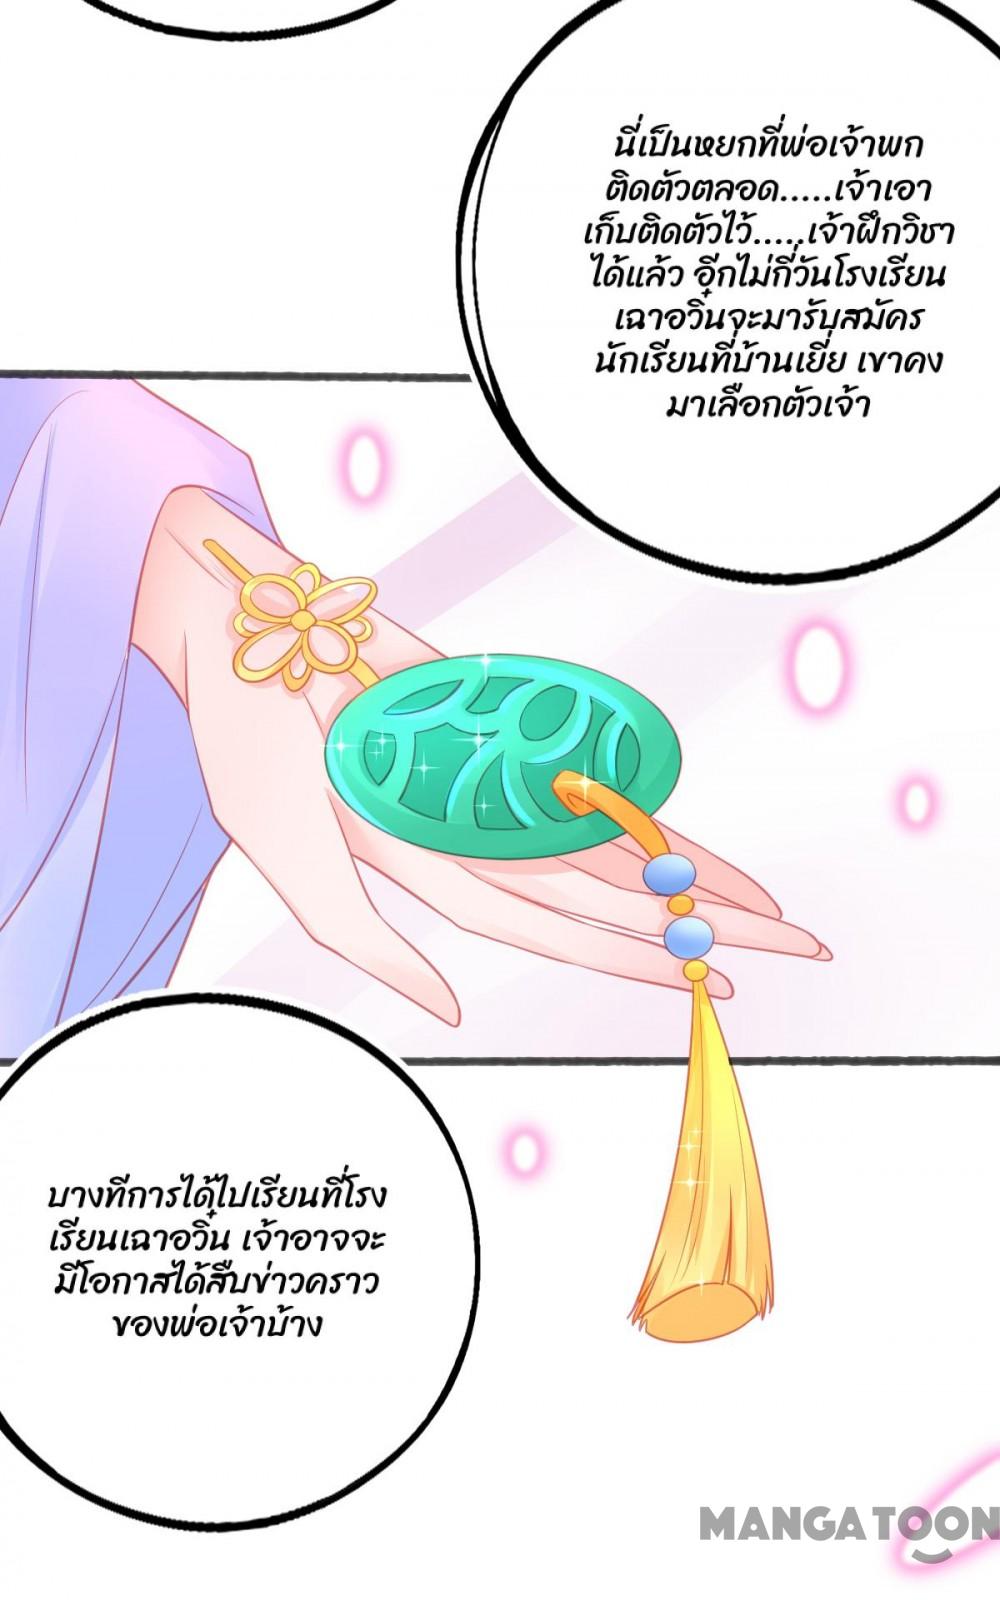 นี่เป็นหยกที่พ่อเจ้าพก
ติดตัวตลอด.....เจ้าเอา
เก็บติดตัวไว้.....เจ้าฝึกวิชา
ได้แล้ว อีกไม่กี่วันโรงเรียน
เฉาอวิ๋นจะมารับสมัคร
นักเรียนที่บ้านเยี่ย เขาคง
มาเลือกตัวเจ้า
บางทีการได้ไปเรียนที่โรง
เรียนเฉาอวิ๋น เจ้าอาจจะ
มีโอกาสได้สืบข่าวคราว
ของพ่อเจ้าบ้าง
MANGATOON